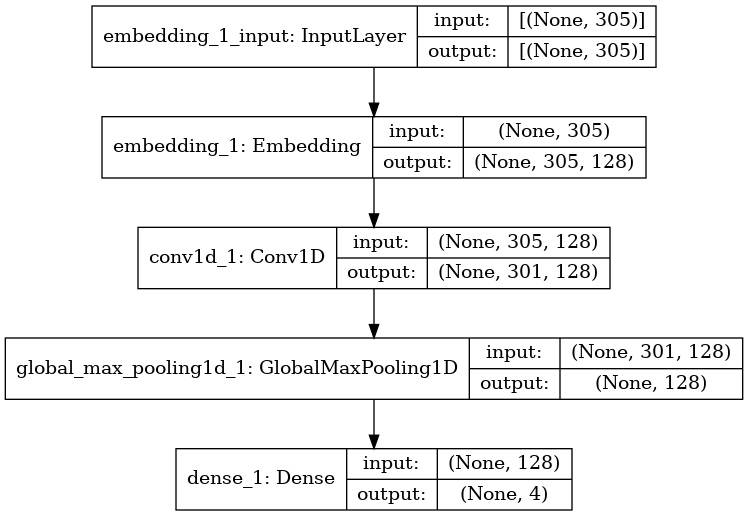 embedding_1_input: InputLayer
input:
[(None, 305)]
output:
[(None, 305)]
embedding_1: Embedding
input:
(None, 305)
output:
(None, 305, 128)
conv1d_1: Conv1D
input:
(None, 305, 128)
output:
(None, 301, 128)
global_max_pooling1d_1: GlobalMaxPooling1D
input:
(None, 301, 128)
output:
(None, 128)
dense_1: Dense
input:
(None, 128)
output:
(None, 4)